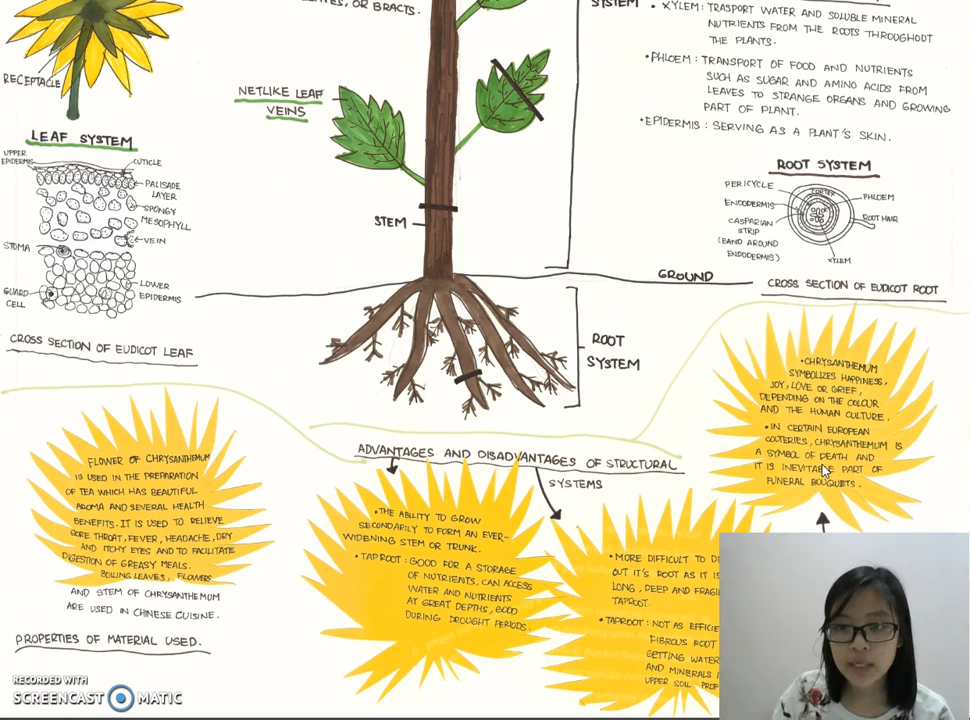 LEAVES, OR BRACTS.
RECEPTACLE
LEAF SYSTEM
UPPER
EPIDERMIS
CUTICLE
PALISADE
LAYER
SPONGY
MESOPHYLL
VEIN
STOMA
GUARD
CELL
LOWER
EPIDERMIS
CROSS SECTION OF EUDICOT LEAF
NETLIKE LEAF
VEINS
STEM
SYSTEM
• XYLEM : TRASPORT WATER AND SOLUBLE MINERAL
NUTRIENTS FROM THE ROOTS THROUGHOUT
THE PLANTS.
• PHLOEM : TRANSPORT OF FOOD AND NUTRIENTS
SUCH AS SUGAR AND AMINO ACIDS FROM
LEAVES TO STRANGE ORGANS AND GROWING
PART OF PLANT.
• EPIDERMIS : SERVING AS A PLANT'S SKIN.
ROOT SYSTEM
PERICYCLE
ENDODERMIS
CASPARIAN
STRIP
(BAND AROUND
ENDODERMIS)
CORTEX
PHLOEM
ROOT HAIR
XYLEM
CROSS SECTION OF EUDICOT ROOT
GROUND
ROOT
SYSTEM
• CHRYSANTHEMUM
SYMBOLIZES HAPPINESS,
JOY, LOVE OR GRIEF,
DEPENDING ON THE COLOUR
AND THE HUMAN CULTURE.
• IN CERTAIN EUROPEAN
COUTERIES, CHRYSANTHEMUM IS
A SYMBOL OF DEATH AND
IT IS INEVITABLE PART OF
FUNERAL BOUQUETS.
FLOWER OF CHRYSANTHEMUM
IS USED IN THE PREPARATION
OF TEA WHICH HAS BEAUTIFUL
AROMA AND SEVERAL HEALTH
BENEFITS. IT IS USED TO RELIEVE
SORE THROAT, FEVER, HEADACHE, DRY
AND ITCHY EYES AND TO FACILITATE
DIGESTION OF GREASY MEALS.
BOILING LEAVES, FLOWERS
AND STEM OF CHRYSANTHEMUM
ARE USED IN CHINESE CUISINE.
PROPERTIES OF MATERIAL USED.
ADVANTAGES AND DISADVANTAGES OF STRUCTURAL
SYSTEMS
• THE ABILITY TO GROW
SECONDARILY TO FORM AN EVER-
WIDENING STEM OR TRUNK.
• TAPROOT : GOOD FOR A STORAGE
OF NUTRIENTS, CAN ACCESS
WATER AND NUTRIENTS
AT GREAT DEPTHS, GOOD
DURING DROUGHT PERIODS.
• MORE DIFFICULT TO
OUT IT'S ROOT AS IT IS
LONG, DEEP AND FRAGI
TAPROOT.
• TAPROOT : NOT AS EFFICIE
FIBROUS ROOT
GETTING WATER
AND MINERALS
UPPER SOIL
RECORDED WITH
SCREENCAST MATIC